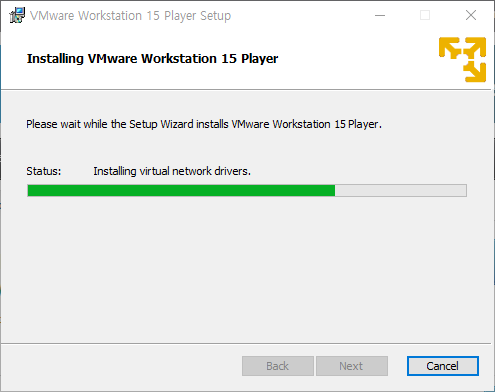 VMware Workstation 15 Player Setup
Installing VMware Workstation 15 Player
Please wait while the Setup Wizard installs VMware Workstation 15 Player.
Status: Installing virtual network drivers.
Back Next Cancel